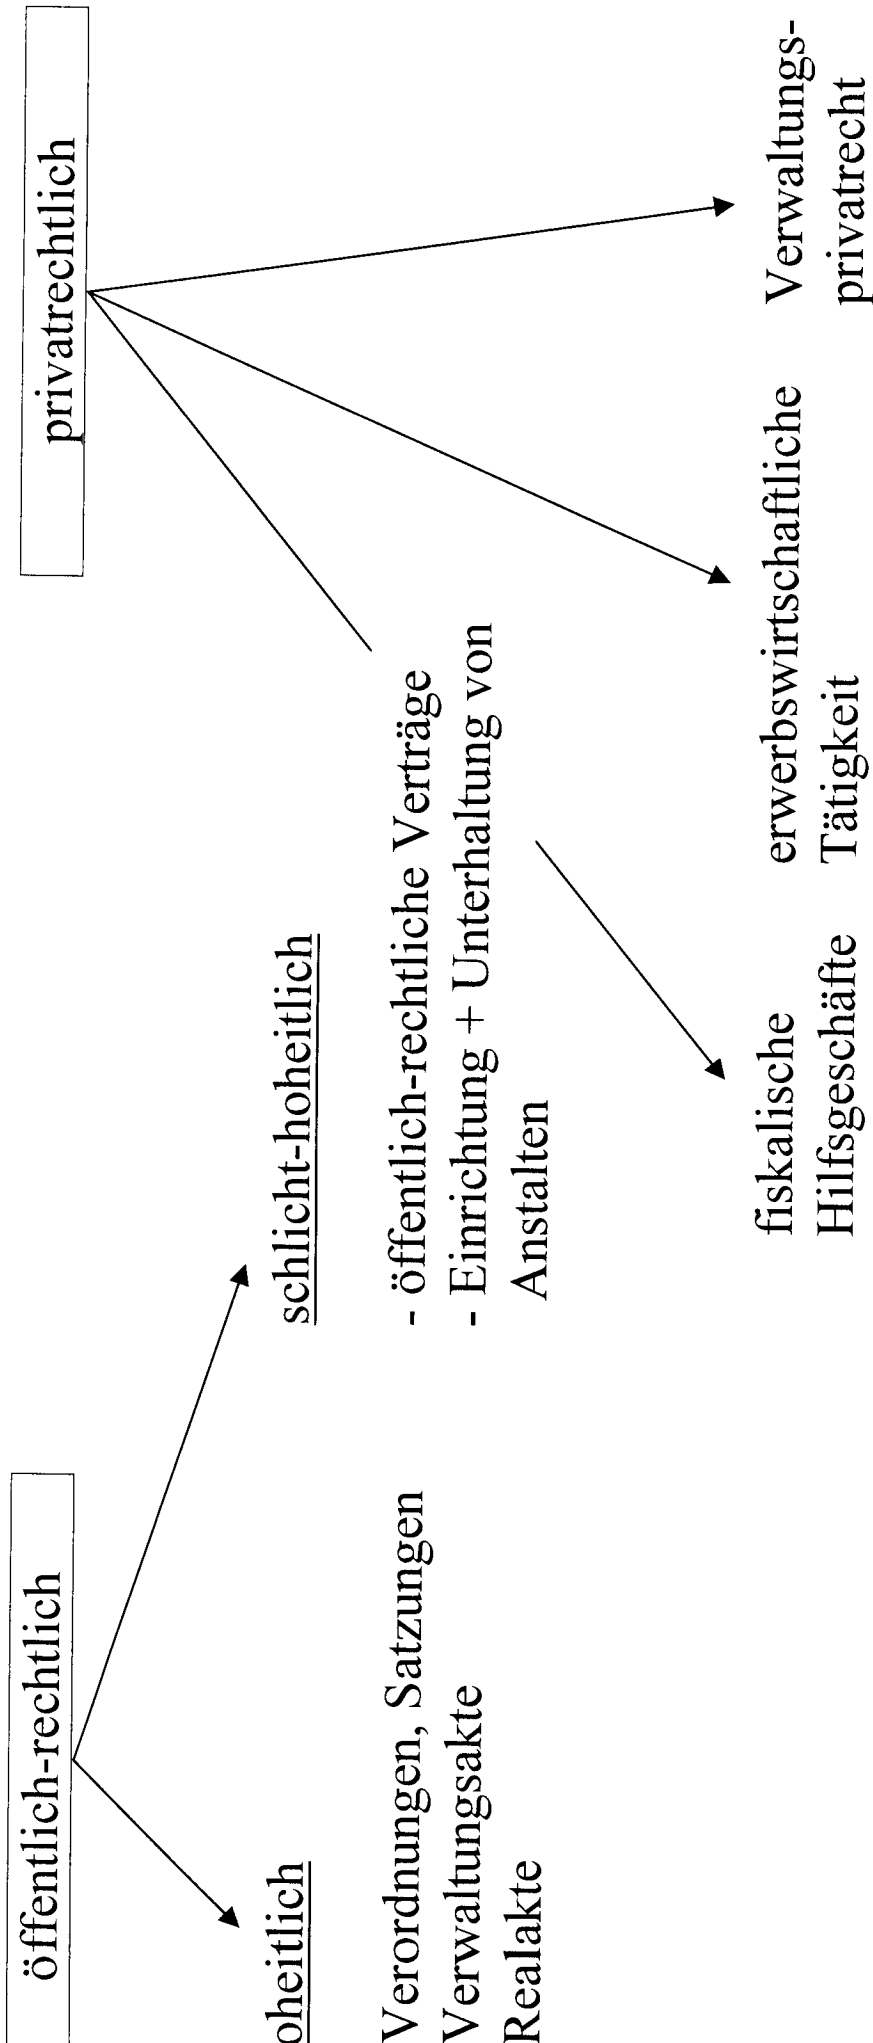 öffentlich-rechtlich
privatrechtlich
oheitlich
schlicht-hoheitlich
Verordnungen, Satzungen
Verwaltungsakte
Realakte
- öffentlich-rechtliche Verträge
- Einrichtung + Unterhaltung von
Anstalten
fiskalische
Hilfsgeschäfte
erwerbswirtschaftliche
Tätigkeit
Verwaltungs-
privatrecht